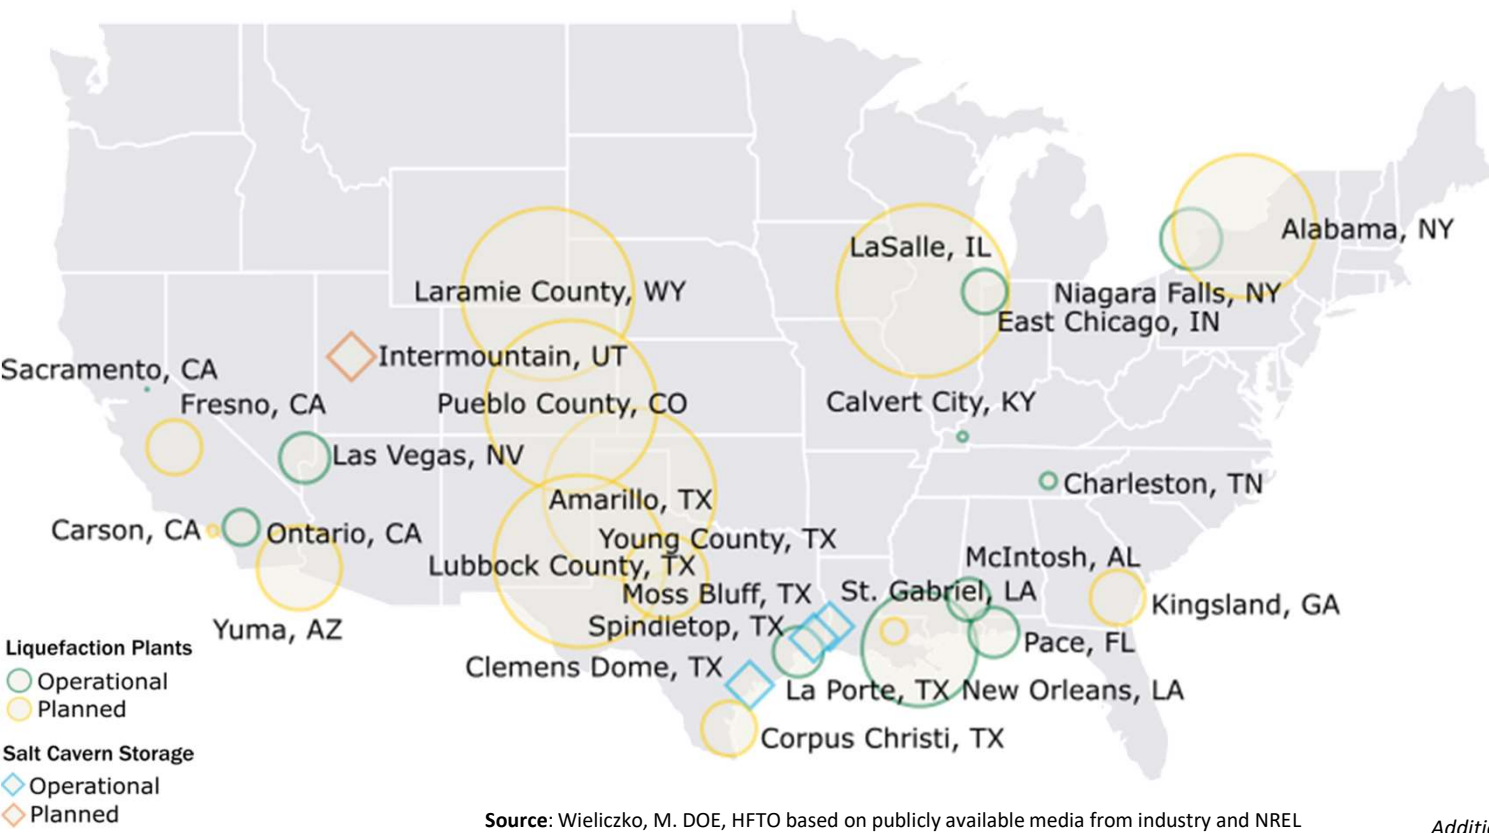 LaSalle, IL
Alabama, NY
Laramie County, WY
Niagara Falls, NY
East Chicago, IN
Intermountain, UT
Sacramento, CA
Fresno, CA
Pueblo County, CO
Calvert City, KY
Las Vegas, NV
Charleston, TN
Amarillo, TX
Carson, CA
Ontario, CA
Young County, TX
Lubbock County, TX
McIntosh, AL
Moss Bluff, TX
St. Gabriel, LA
Kingsland, GA
Yuma, AZ
Spindletop, TX
Pace, FL
Clemens Dome, TX
La Porte, TX
New Orleans, LA
Corpus Christi, TX
Liquefaction Plants
Operational
Planned
Salt Cavern Storage
Operational
Planned
Source: Wieliczko, M. DOE, HFTO based on publicly available media from industry and NREL